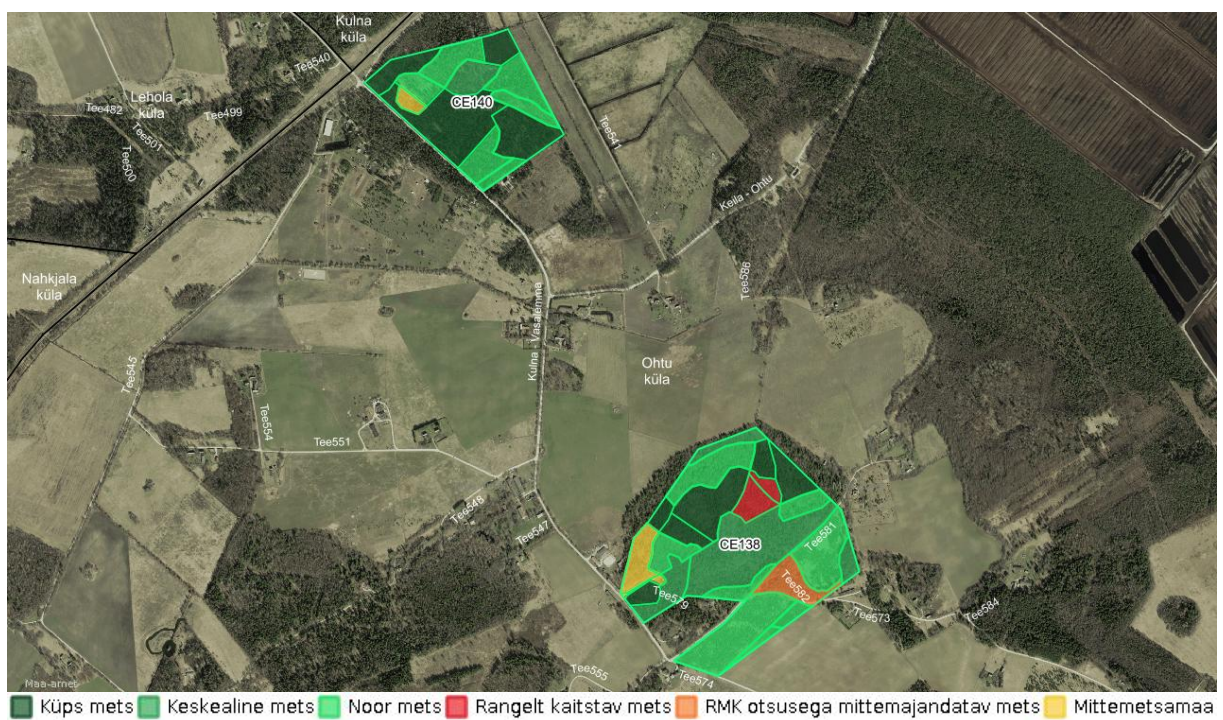 Kulna
küla
Tee540
Lehola
küla
Tee482
Tee499
Tee501
Tee500
CE140
Tee541
Keila - Ohtu
Nahkjala
küla
Tee586
Kulna - Vasalemma
Ohtu
küla
Tee545
Tee554
Tee551
Tee548
Tee547
CE138
Tee581
Tee582
Tee579
Tee573
Tee584
Tee555
Tee574
Maa-amet
Küps mets Keskealine mets Noor mets Rangelt kaitstav mets RMK otsusega mittemajandatav mets Mittemetsamaa